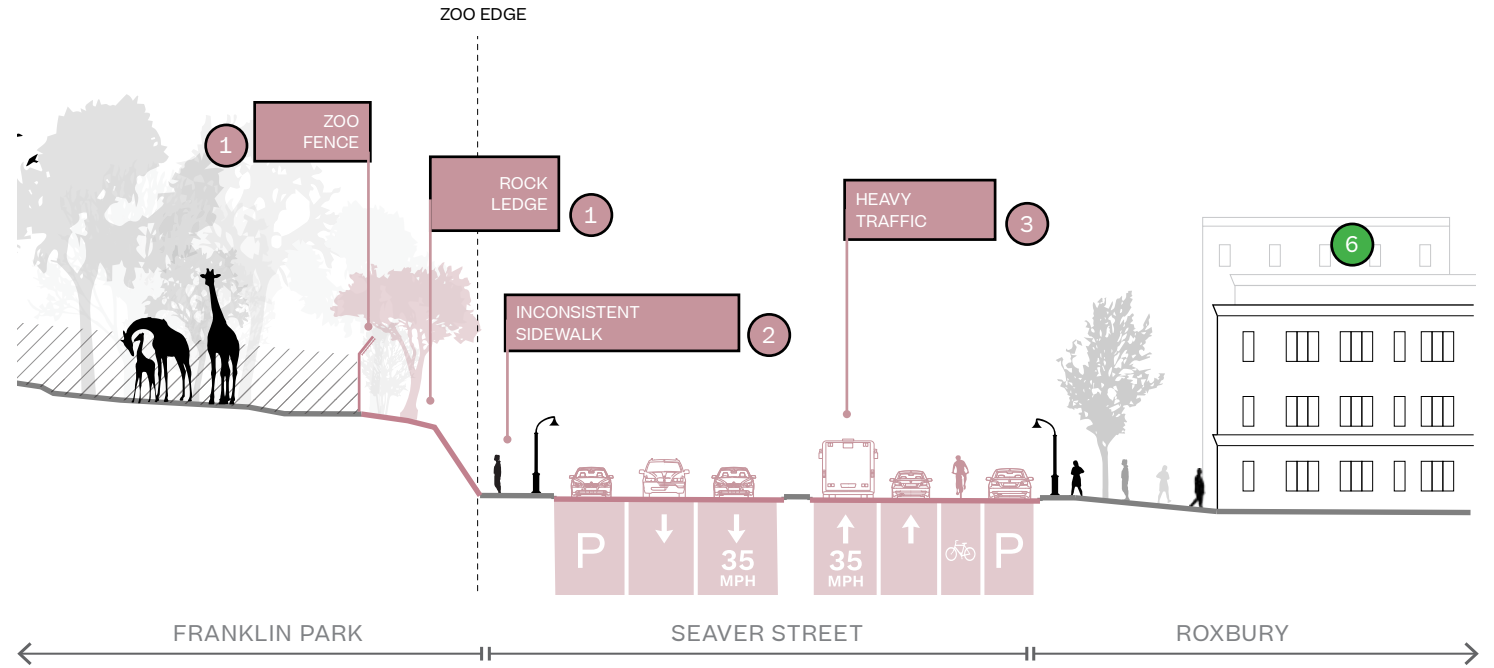 ZOO EDGE
1
ZOO
FENCE
ROCK
LEDGE
1
HEAVY
TRAFFIC
3
6
INCONSISTENT
SIDEWALK
2
P
35
MPH
35
MPH
P
FRANKLIN PARK
SEAVER STREET
ROXBURY